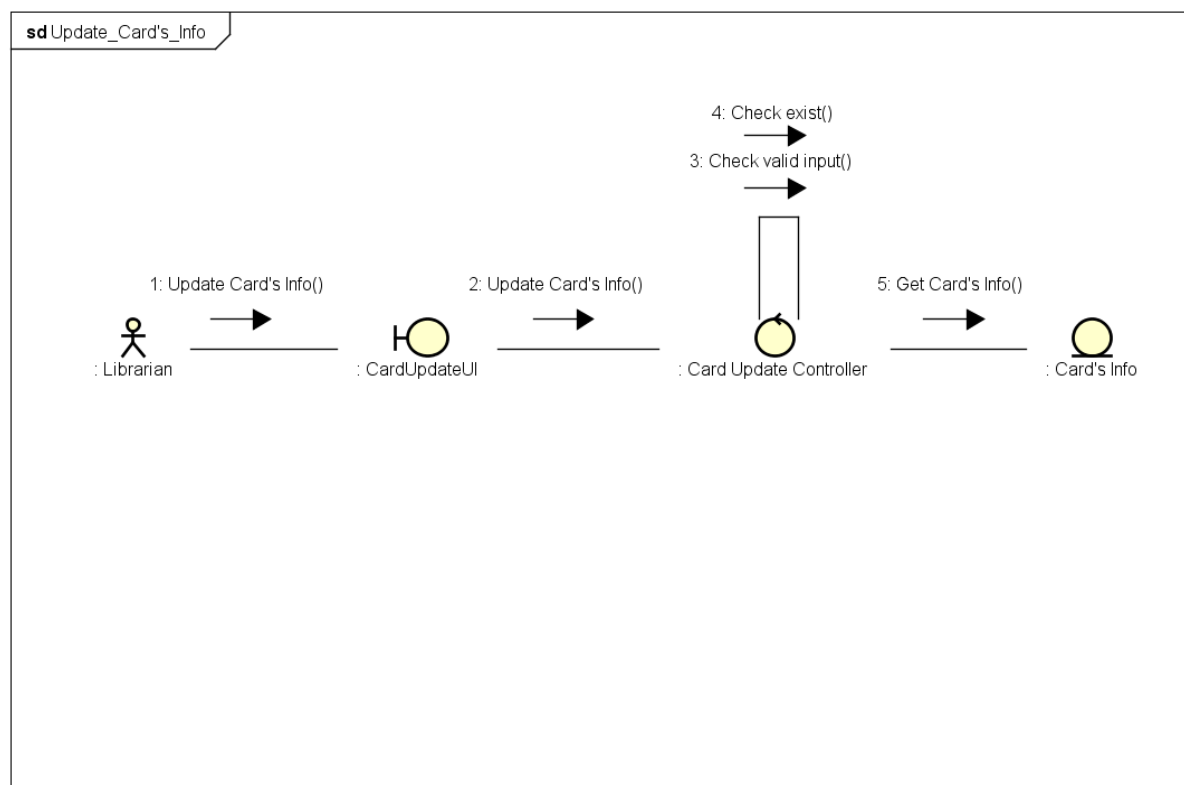 sd Update_Card's_Info
4: Check exist()
3: Check valid input()
1: Update Card's Info()
2: Update Card's Info()
5: Get Card's Info()
: Librarian
: CardUpdateUI
: Card Update Controller
: Card's Info